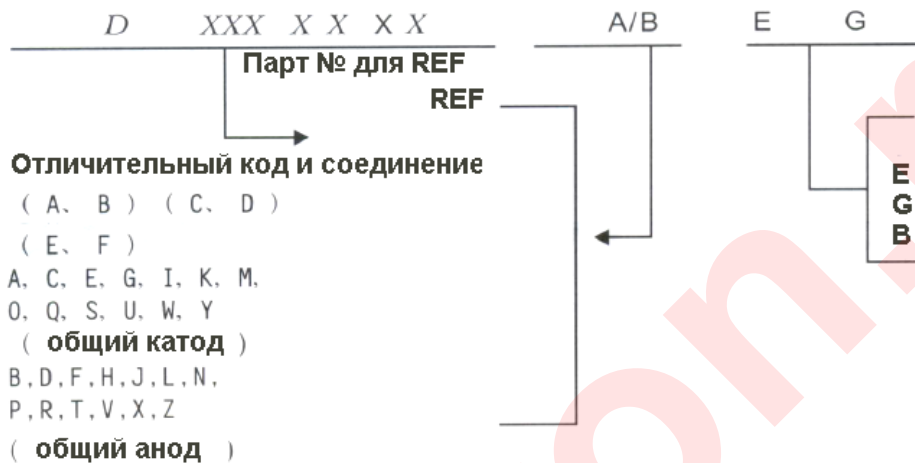 D XXX X X X X A/B E G
Парт № для REF
REF
Отличительный код и соединение
( A、 B ) ( C、 D )
( E、 F )
A, C, E, G, I, K, M,
O, Q, S, U, W, Y
( общий катод )
B,D,F,H,J,L,N,
P,R,T,V,X,Z
( общий анод )
E
G
B